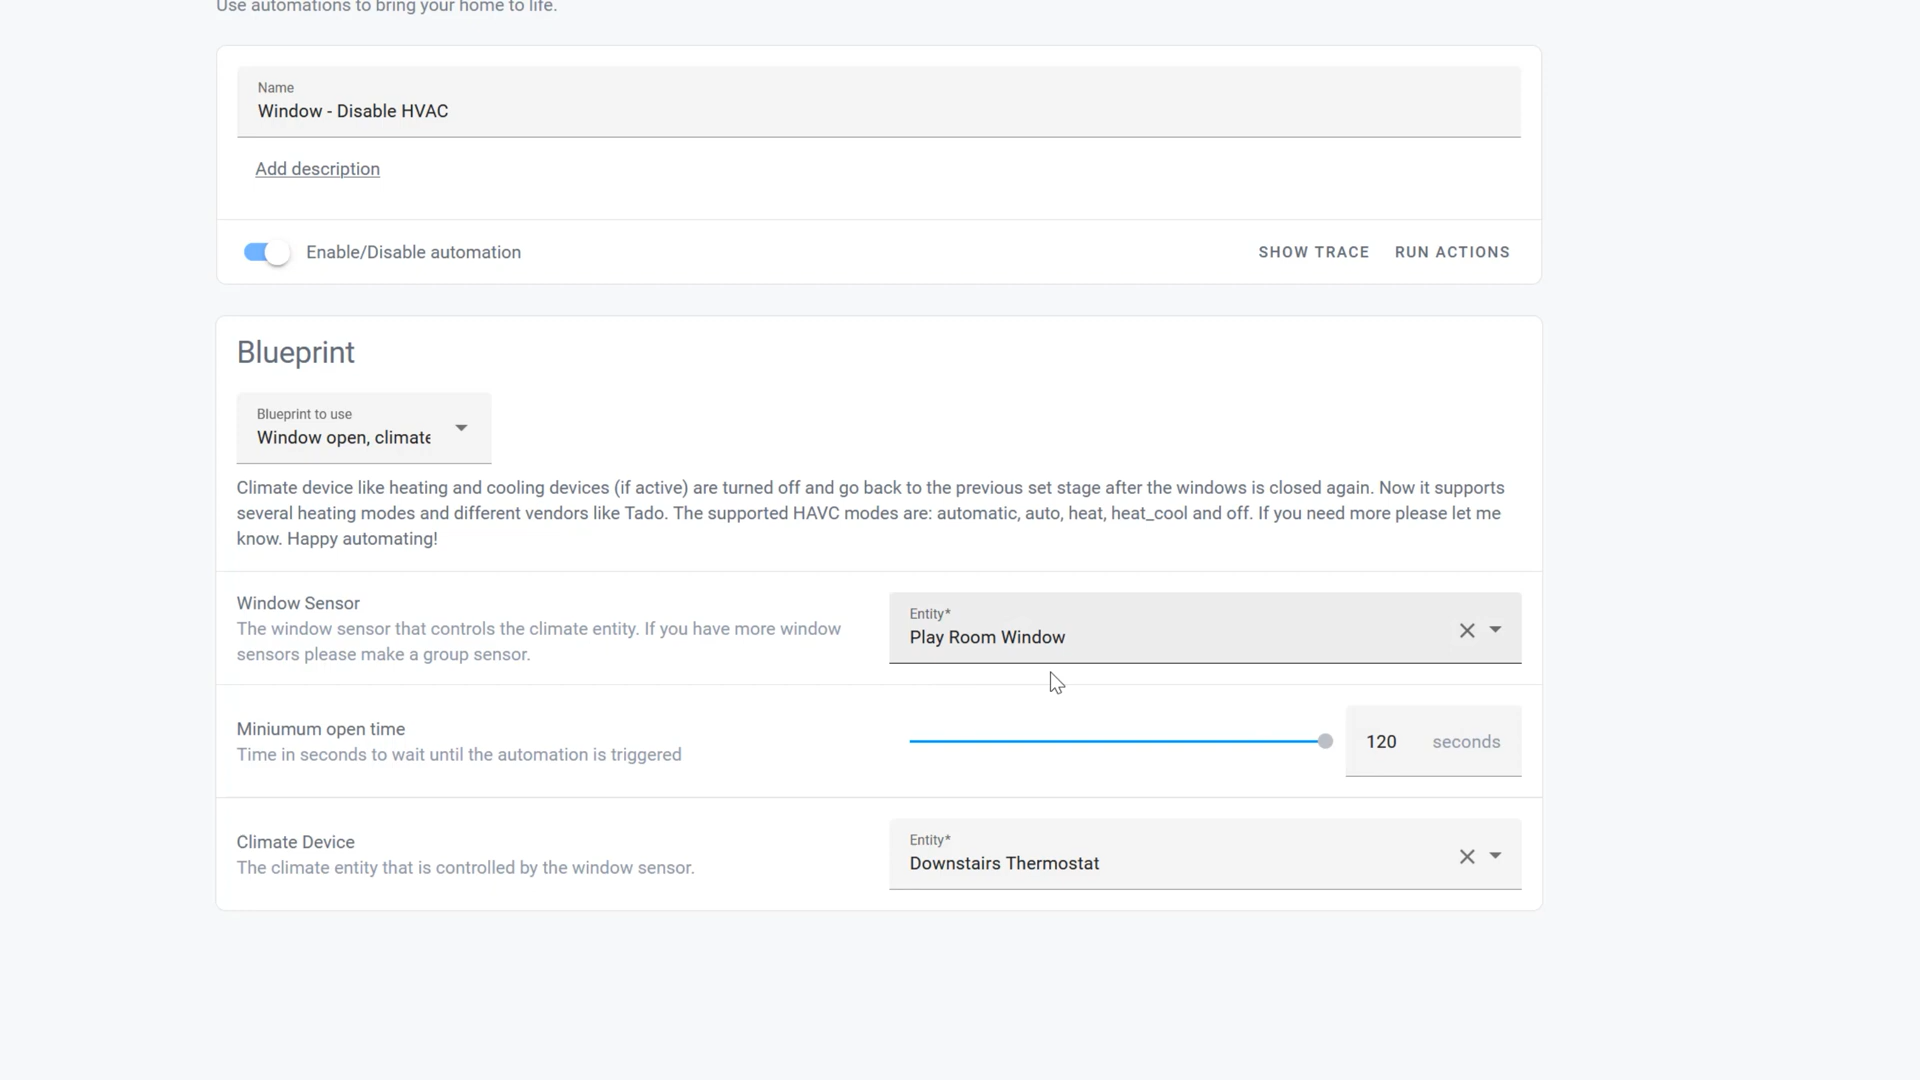 Use automations to bring your home to life.
Name
Window - Disable HVAC
Add description
Enable/Disable automation
SHOW TRACE
RUN ACTIONS
Blueprint
Blueprint to use
Window open, climate
Climate device like heating and cooling devices (if active) are turned off and go back to the previous set stage after the windows is closed again. Now it supports
several heating modes and different vendors like Tado. The supported HAVC modes are: automatic, auto, heat, heat_cool and off. If you need more please let me
know. Happy automating!
Window Sensor
The window sensor that controls the climate entity. If you have more window
sensors please make a group sensor.
Entity*
Play Room Window
Miniumum open time
Time in seconds to wait until the automation is triggered
120 seconds
Climate Device
The climate entity that is controlled by the window sensor.
Entity*
Downstairs Thermostat